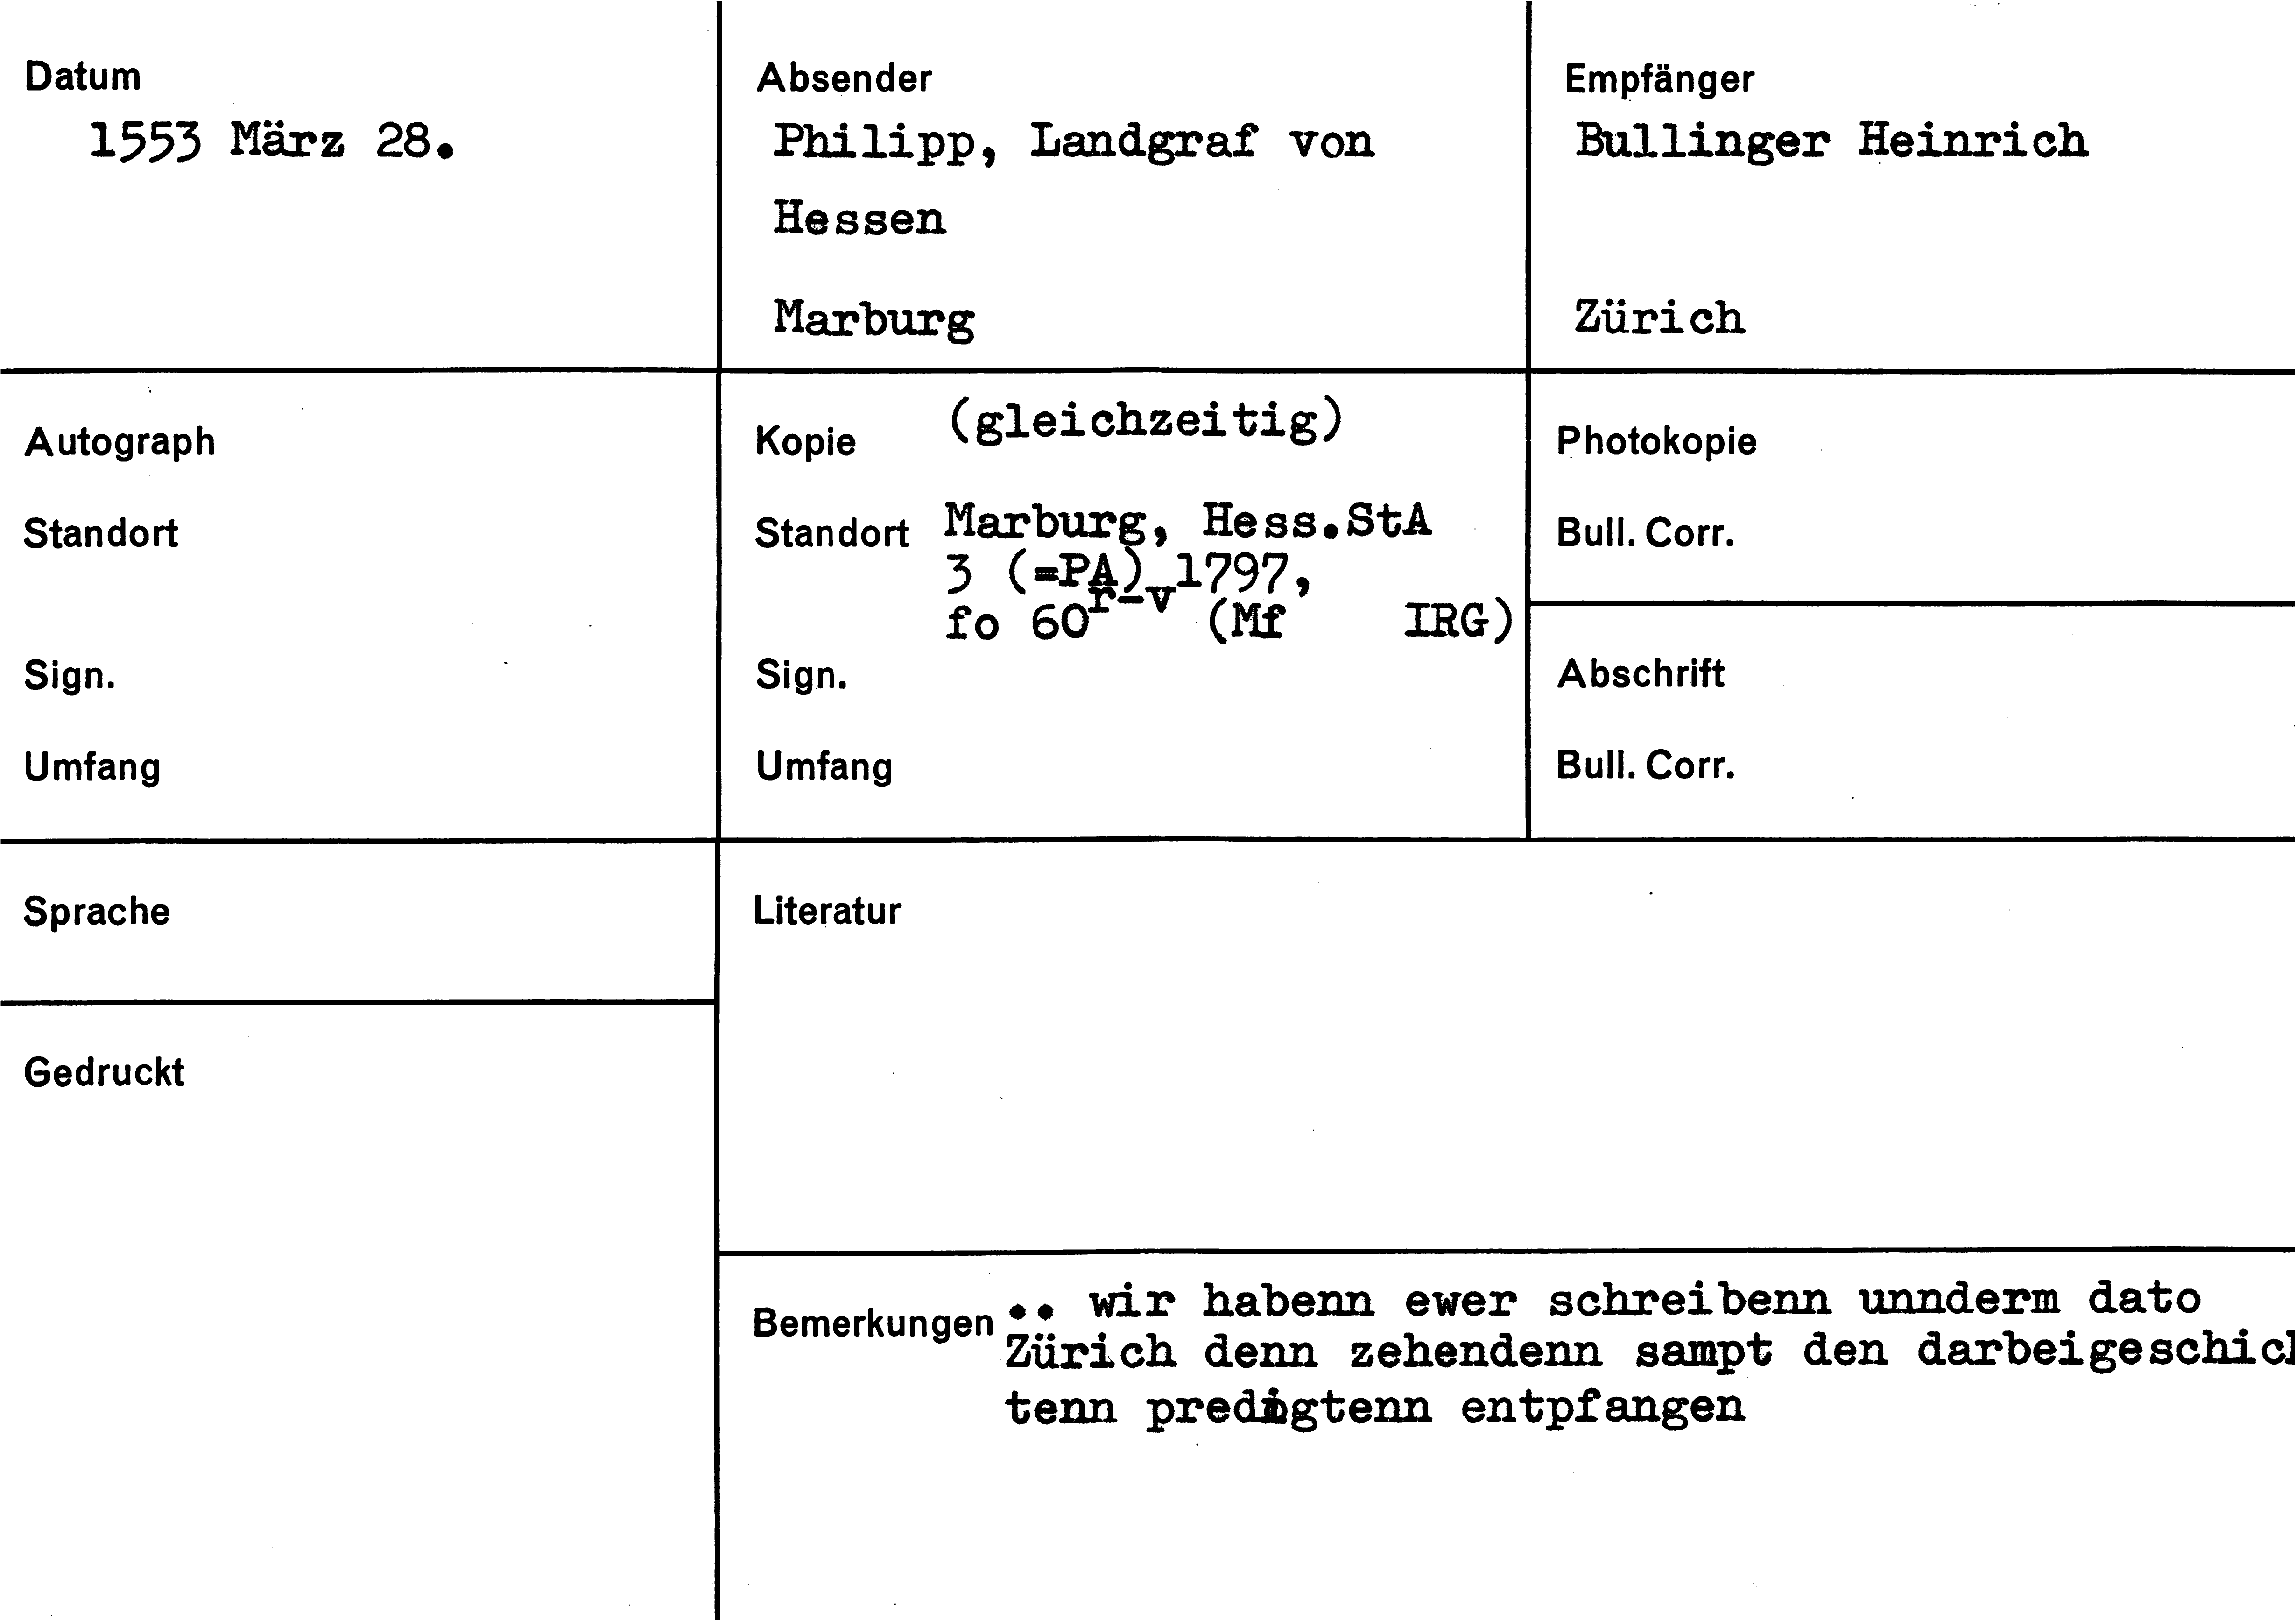 Datum
1553 März 28.
Absender
Philipp, Landgraf von
Hessen
Marburg
Empfänger
Bullinger Heinrich
Zürich
Autograph
Standort
Sign.
Umfang
Kopie (gleichzeitig)
Standort Marburg, Hess.StA
3 (=PA) 1797,
fo 60r-v (Mf IRG)
Sign.
Umfang
Photokopie
Bull. Corr.
Abschrift
Bull. Corr.
Sprache
Gedruckt
Literatur
Bemerkungen .. wir habenn ewer schreibenn unnderm dato
Zürich denn zehendenn sampt den darbeigeschick
tenn predigtenn entpfangen